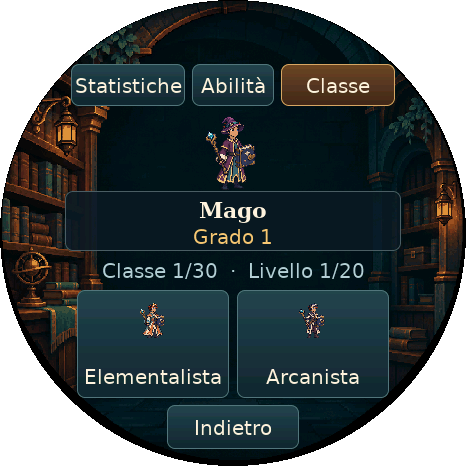 Statistiche Abilità Classe
Mago
Grado 1
Classe 1/30 · Livello 1/20
Elementalista Arcanista
Indietro